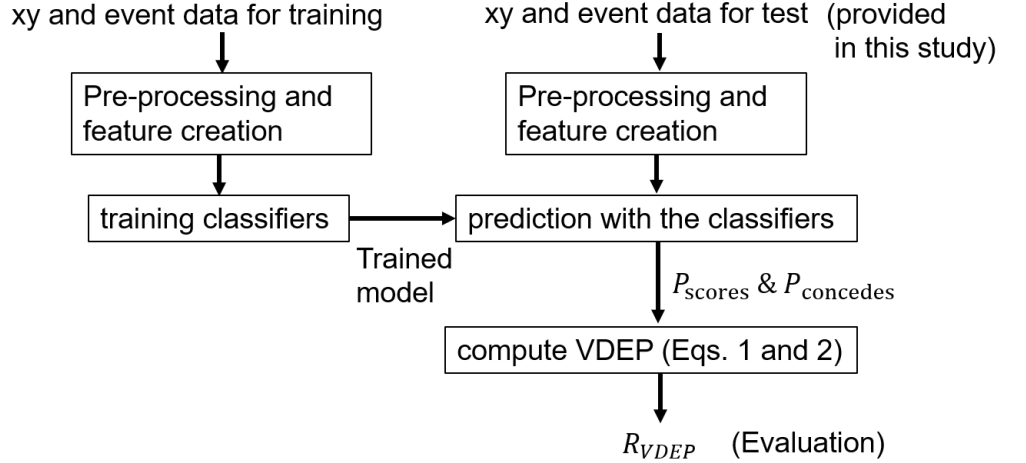 xy and event data for training
xy and event data for test (provided
in this study)
Pre-processing and
feature creation
Pre-processing and
feature creation
training classifiers
prediction with the classifiers
Trained
model
P_scores & P_concedes
compute VDEP (Eqs. 1 and 2)
R_VDEP (Evaluation)